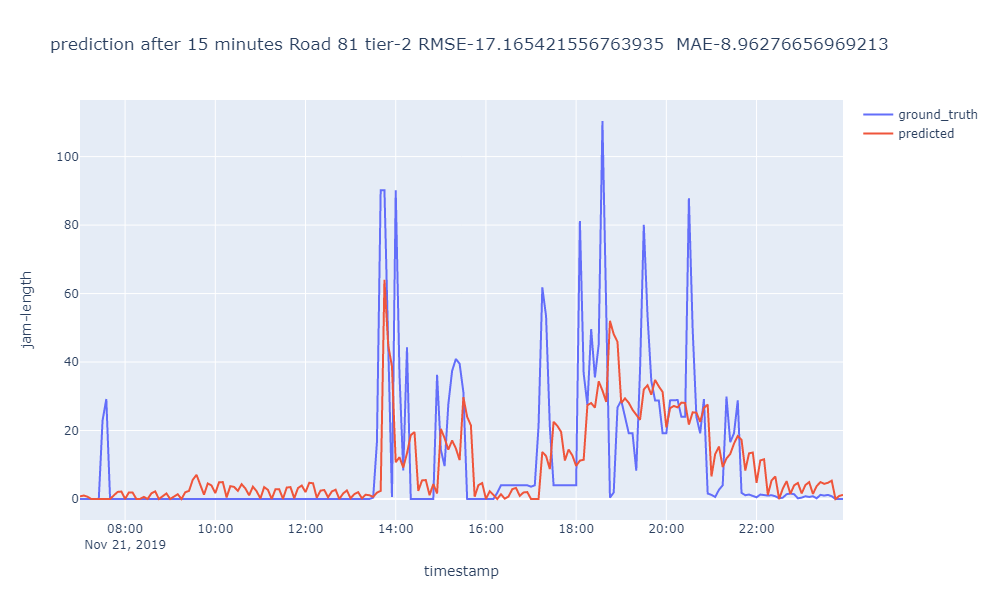 prediction after 15 minutes Road 81 tier-2 RMSE-17.165421556763935  MAE-8.96276656969213
ground_truth
predicted
jam-length
100
80
60
40
20
0
08:00 10:00 12:00 14:00 16:00 18:00 20:00 22:00
Nov 21, 2019
timestamp